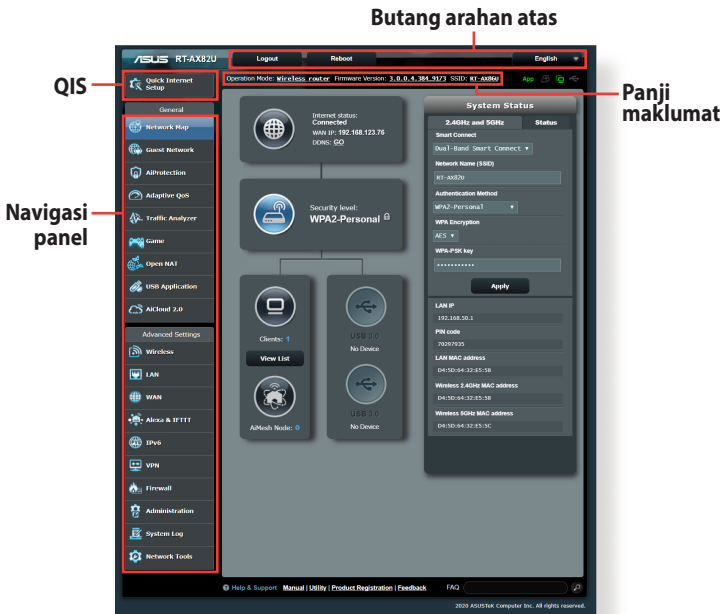 Butang arahan atas
ASUS RT-AX82U
Logout
Reboot
English
QIS
Quick Internet
Setup
Operation Mode: Wireless router Firmware Version: 3.0.0.4.384_9173 SSID: RT-AX86U
App
Panji
maklumat
General
Network Map
Guest Network
AiProtection
Adaptive QoS
Navigasi
panel
Traffic Analyzer
Game
Open NAT
USB Application
AiCloud 2.0
Advanced Settings
Wireless
LAN
WAN
Alexa & IFTTT
IPv6
VPN
Firewall
Administration
System Log
Network Tools
Internet status:
Connected
WAN IP: 192.168.123.76
DDNS: GO
Security level:
WPA2-Personal
Clients: 1
View List
AiMesh Node: 0
USB 3.0
No Device
USB 3.0
No Device
System Status
2.4GHz and 5GHz
Status
Smart Connect
Dual-Band Smart Connect
Network Name (SSID)
RT-AX82U
Authentication Method
WPA2-Personal
WPA Encryption
AES
WPA-PSK key
•••••••••••
Apply
LAN IP
192.168.50.1
PIN code
70297935
LAN MAC address
D4:5D:64:32:E5:58
Wireless 2.4GHz MAC address
D4:5D:64:32:E5:58
Wireless 5GHz MAC address
D4:5D:64:32:E5:5C
Help & Support Manual | Utility | Product Registration | Feedback
FAQ
2020 ASUSTeK Computer Inc. All rights reserved.